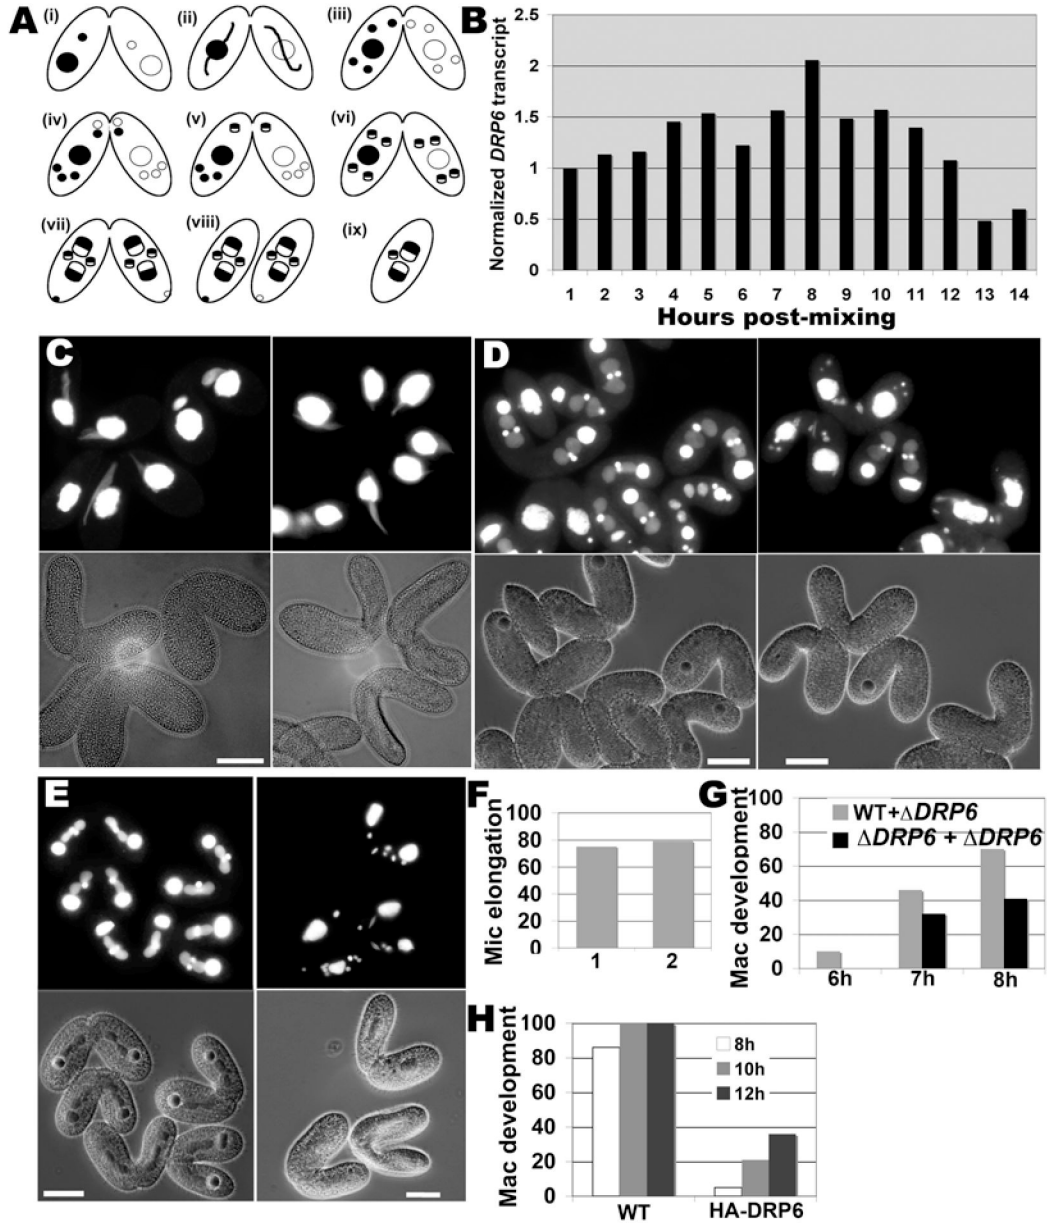 A
(i)
(ii)
(iii)
(iv)
(v)
(vi)
(vii)
(viii)
(ix)
B
Normalized DRP6 transcript
2.5
2
1.5
1
0.5
0
1 2 3 4 5 6 7 8 9 10 11 12 13 14
Hours post-mixing
C
D
E
F
Mic elongation
100
80
60
40
20
0
1 2
G
Mac development
100
80
60
40
20
0
WT+ΔDRP6
ΔDRP6 + ΔDRP6
6h 7h 8h
H
Mac development
100
80
60
40
20
0
8h
10h
12h
WT HA-DRP6